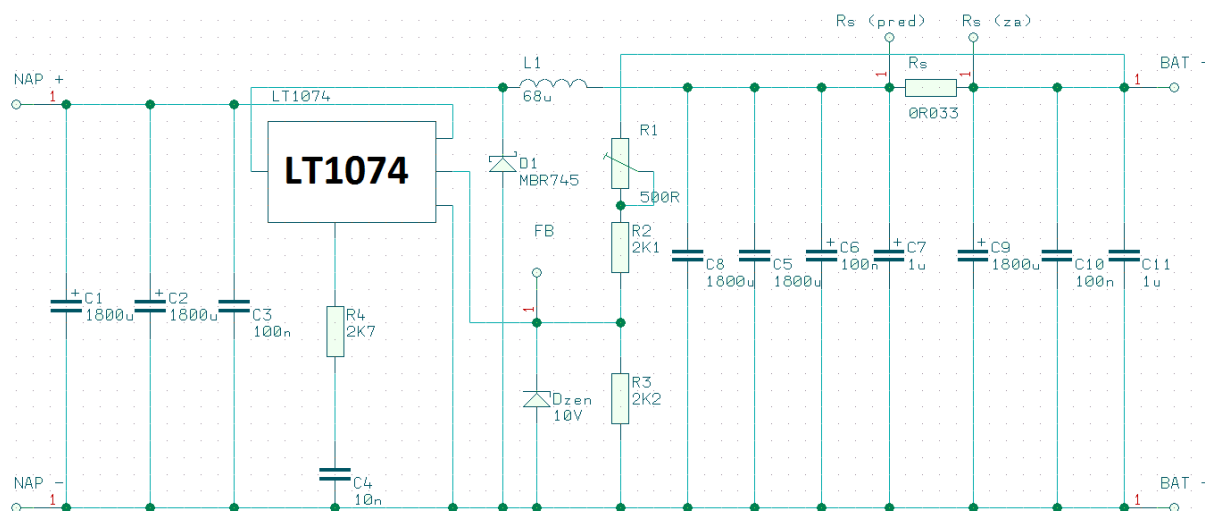 Rs (pred)
Rs (za)
NAP +
1
LT1074
L1
68u
1
Rs
1
0R033
1
BAT -
LT1074
D1
MBR745
R1
500R
FB
R2
2K1
+
C1
1800u
+
C2
1800u
C3
100n
R4
2K7
C8
1800u
C5
1800u
+
C6
100n
+
C7
1u
+
C9
1800u
C10
100n
C11
1u
1
Dzen
10V
R3
2K2
C4
10n
NAP -
1
1
BAT -